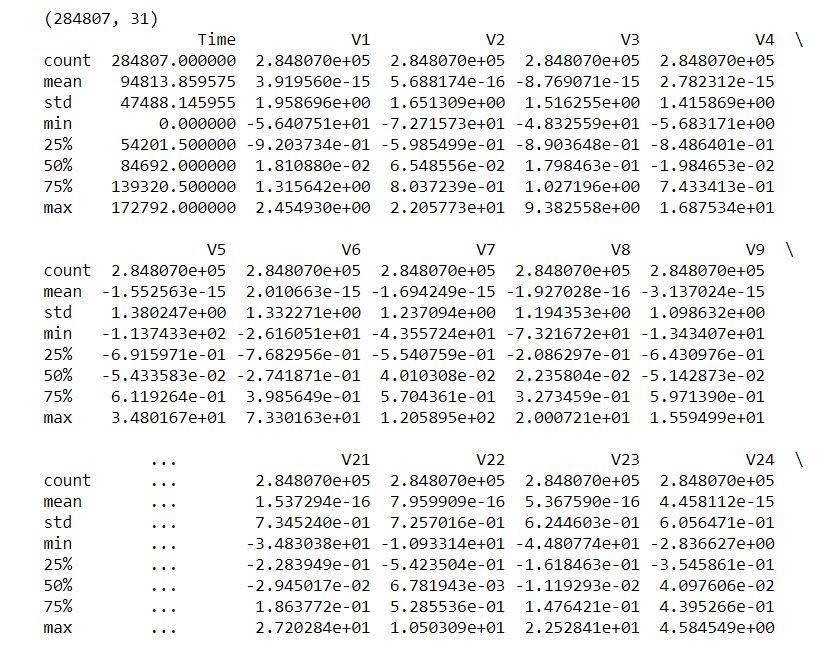 (284807, 31)
Time V1 V2 V3 V4 \
count 284807.000000 2.848070e+05 2.848070e+05 2.848070e+05 2.848070e+05
mean 94813.859575 3.919560e-15 5.688174e-16 -8.769071e-15 2.782312e-15
std 47488.145955 1.958696e+00 1.651309e+00 1.516255e+00 1.415869e+00
min 0.000000 -5.640751e+01 -7.271573e+01 -4.832559e+01 -5.683171e+00
25% 54201.500000 -9.203734e-01 -5.985499e-01 -8.903648e-01 -8.486401e-01
50% 84692.000000 1.810880e-02 6.548556e-02 1.798463e-01 -1.984653e-02
75% 139320.500000 1.315642e+00 8.037239e-01 1.027196e+00 7.433413e-01
max 172792.000000 2.454930e+00 2.205773e+01 9.382558e+00 1.687534e+01
V5 V6 V7 V8 V9 \
count 2.848070e+05 2.848070e+05 2.848070e+05 2.848070e+05 2.848070e+05
mean -1.552563e-15 2.010663e-15 -1.694249e-15 -1.927028e-16 -3.137024e-15
std 1.380247e+00 1.332271e+00 1.237094e+00 1.194353e+00 1.098632e+00
min -1.137433e+02 -2.616051e+01 -4.355724e+01 -7.321672e+01 -1.343407e+01
25% -6.915971e-01 -7.682956e-01 -5.540759e-01 -2.086297e-01 -6.430976e-01
50% -5.433583e-02 -2.741871e-01 4.010308e-02 2.235804e-02 -5.142873e-02
75% 6.119264e-01 3.985649e-01 5.704361e-01 3.273459e-01 5.971390e-01
max 3.480167e+01 7.330163e+01 1.205895e+02 2.000721e+01 1.559499e+01
... V21 V22 V23 V24 \
count ... 2.848070e+05 2.848070e+05 2.848070e+05 2.848070e+05
mean ... 1.537294e-16 7.959909e-16 5.367590e-16 4.458112e-15
std ... 7.345240e-01 7.257016e-01 6.244603e-01 6.056471e-01
min ... -3.483038e+01 -1.093314e+01 -4.480774e+01 -2.836627e+00
25% ... -2.283949e-01 -5.423504e-01 -1.618463e-01 -3.545861e-01
50% ... -2.945017e-02 6.781943e-03 -1.119293e-02 4.097606e-02
75% ... 1.863772e-01 5.285536e-01 1.476421e-01 4.395266e-01
max ... 2.720284e+01 1.050309e+01 2.252841e+01 4.584549e+00